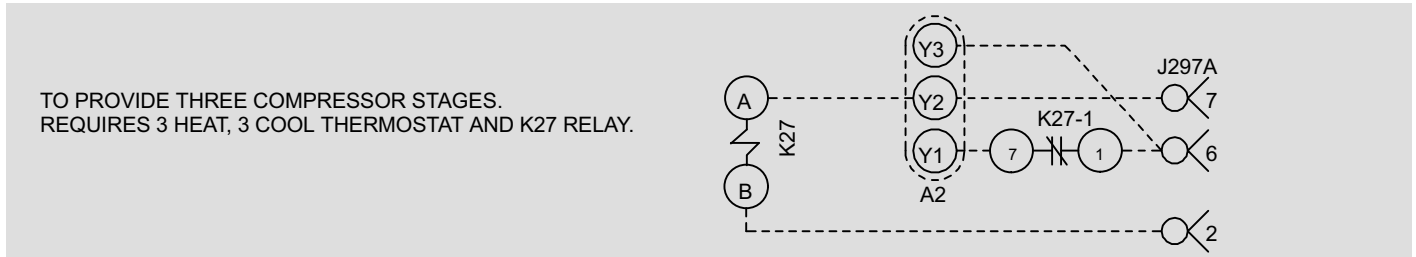 TO PROVIDE THREE COMPRESSOR STAGES.
REQUIRES 3 HEAT, 3 COOL THERMOSTAT AND K27 RELAY.
Y3
J297A
A
Y2
7
K27
K27-1
Y1
7
1
6
B
A2
2